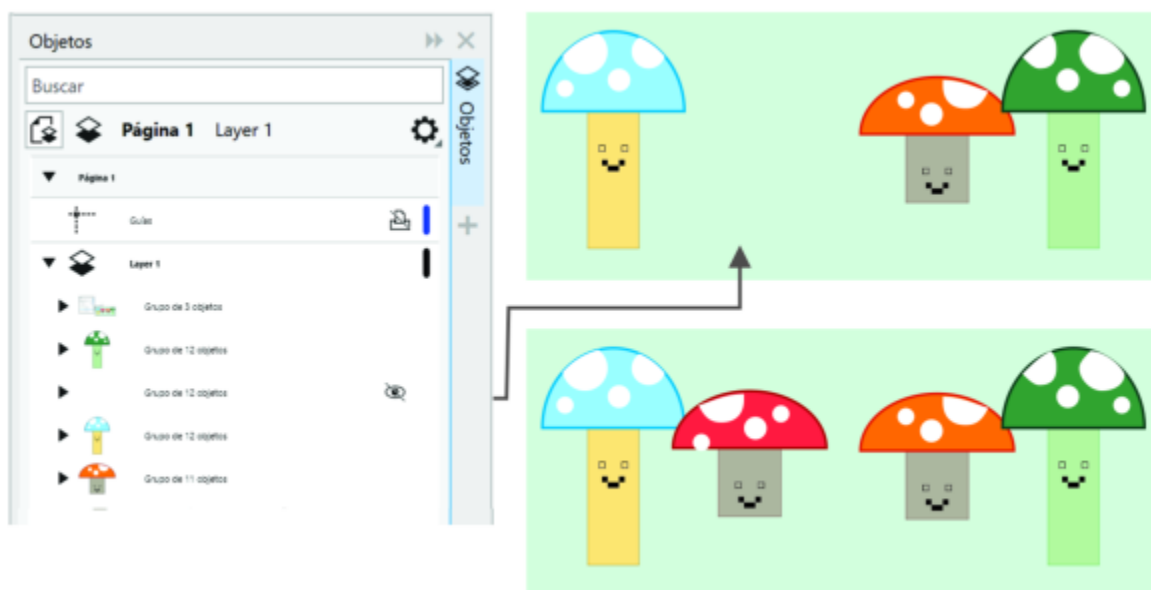 Objetos
Buscar
Página 1 Layer 1
Objetos
Página 1
Guías
Layer 1
Grupo de 3 objetos
Grupo de 12 objetos
Grupo de 12 objetos
Grupo de 12 objetos
Grupo de 11 objetos